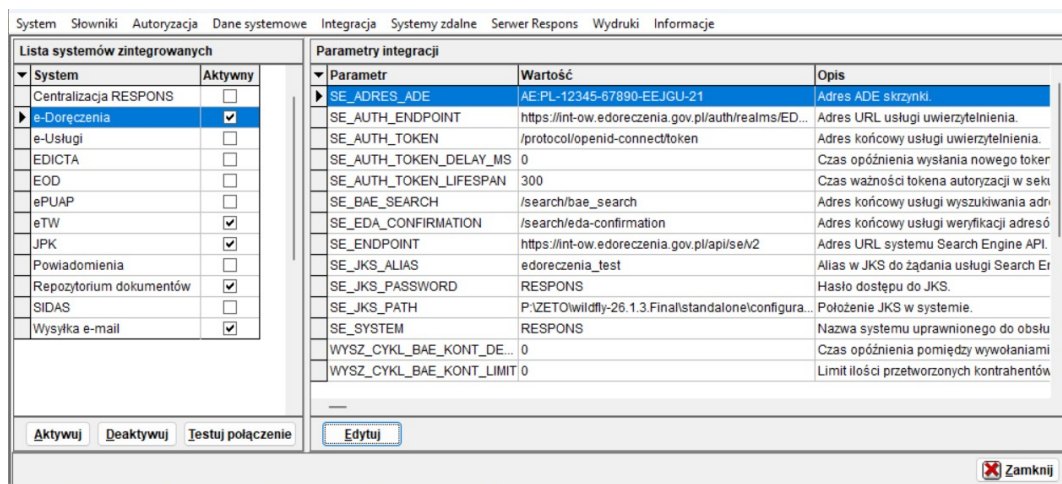 System Słowniki Autoryzacja Dane systemowe Integracja Systemy zdalne Serwer Respons Wydruki Informacje
Lista systemów zintegrowanych
System Aktywny
Centralizacja RESPONS
e-Doręczenia
e-Usługi
EDICTA
EOD
ePUAP
eTW
JPK
Powiadomienia
Repozytorium dokumentów
SIDAS
Wysyłka e-mail
Aktywuj Deaktywuj Testuj połączenie
Parametry integracji
Parametr Wartość Opis
SE_ADRES_ADE AE:PL-12345-67890-EEJGU-21 Adres ADE skrzynki.
SE_AUTH_ENDPOINT https://int-ow.edoreczenia.gov.pl/auth/realms/ED... Adres URL usługi uwierzytelnienia.
SE_AUTH_TOKEN /protocol/openid-connect/token Adres końcowy usługi uwierzytelnienia.
SE_AUTH_TOKEN_DELAY_MS 0 Czas opóźnienia wysłania nowego token
SE_AUTH_TOKEN_LIFESPAN 300 Czas ważności tokena autoryzacji w seku
SE_BAE_SEARCH /search/bae_search Adres końcowy usługi wyszukiwania adre
SE_EDA_CONFIRMATION /search/eda-confirmation Adres końcowy usługi weryfikacji adresó
SE_ENDPOINT https://int-ow.edoreczenia.gov.pl/api/se/v2 Adres URL systemu Search Engine API.
SE_JKS_ALIAS edoreczenia_test Alias w JKS do żądania usługi Search En
SE_JKS_PASSWORD RESPONS Hasło dostępu do JKS.
SE_JKS_PATH P:\ZETO\wildfly-26.1.3.Final\standalone\configura... Położenie JKS w systemie.
SE_SYSTEM RESPONS Nazwa systemu uprawnionego do obsłu
WYSZ_CYKL_BAE_KONT_DE... 0 Czas opóźnienia pomiędzy wywołaniami
WYSZ_CYKL_BAE_KONT_LIMIT 0 Limit ilości przetworzonych kontrahentów
Edytuj
Zamknij